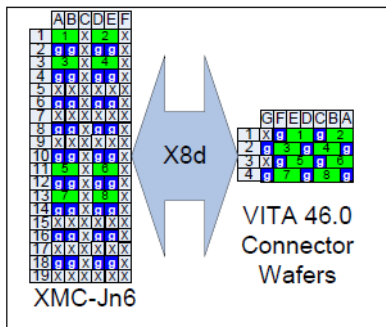 A B C D E F
1 1 X 2 X
2 g g X g g X
3 3 X 4 X
4 g g X g g X
5 X X X X X X
6 g g X g g X
7 X X X X X X
8 g g X g g X
9 X X X X X X
10 g g X g g X
11 5 X 6 X
12 g g X g g X
13 7 X 8 X
14 g g X g g X
15 X X X X X X
16 g g X g g X
17 X X X X X X
18 g g X g g X
19 X X X X X X
XMC-Jn6
X8d
G F E D C B A
1 X g 1 g 2
2 g 3 g 4 g
3 X g 5 g 6
4 g 7 g 8 g
VITA 46.0
Connector
Wafers